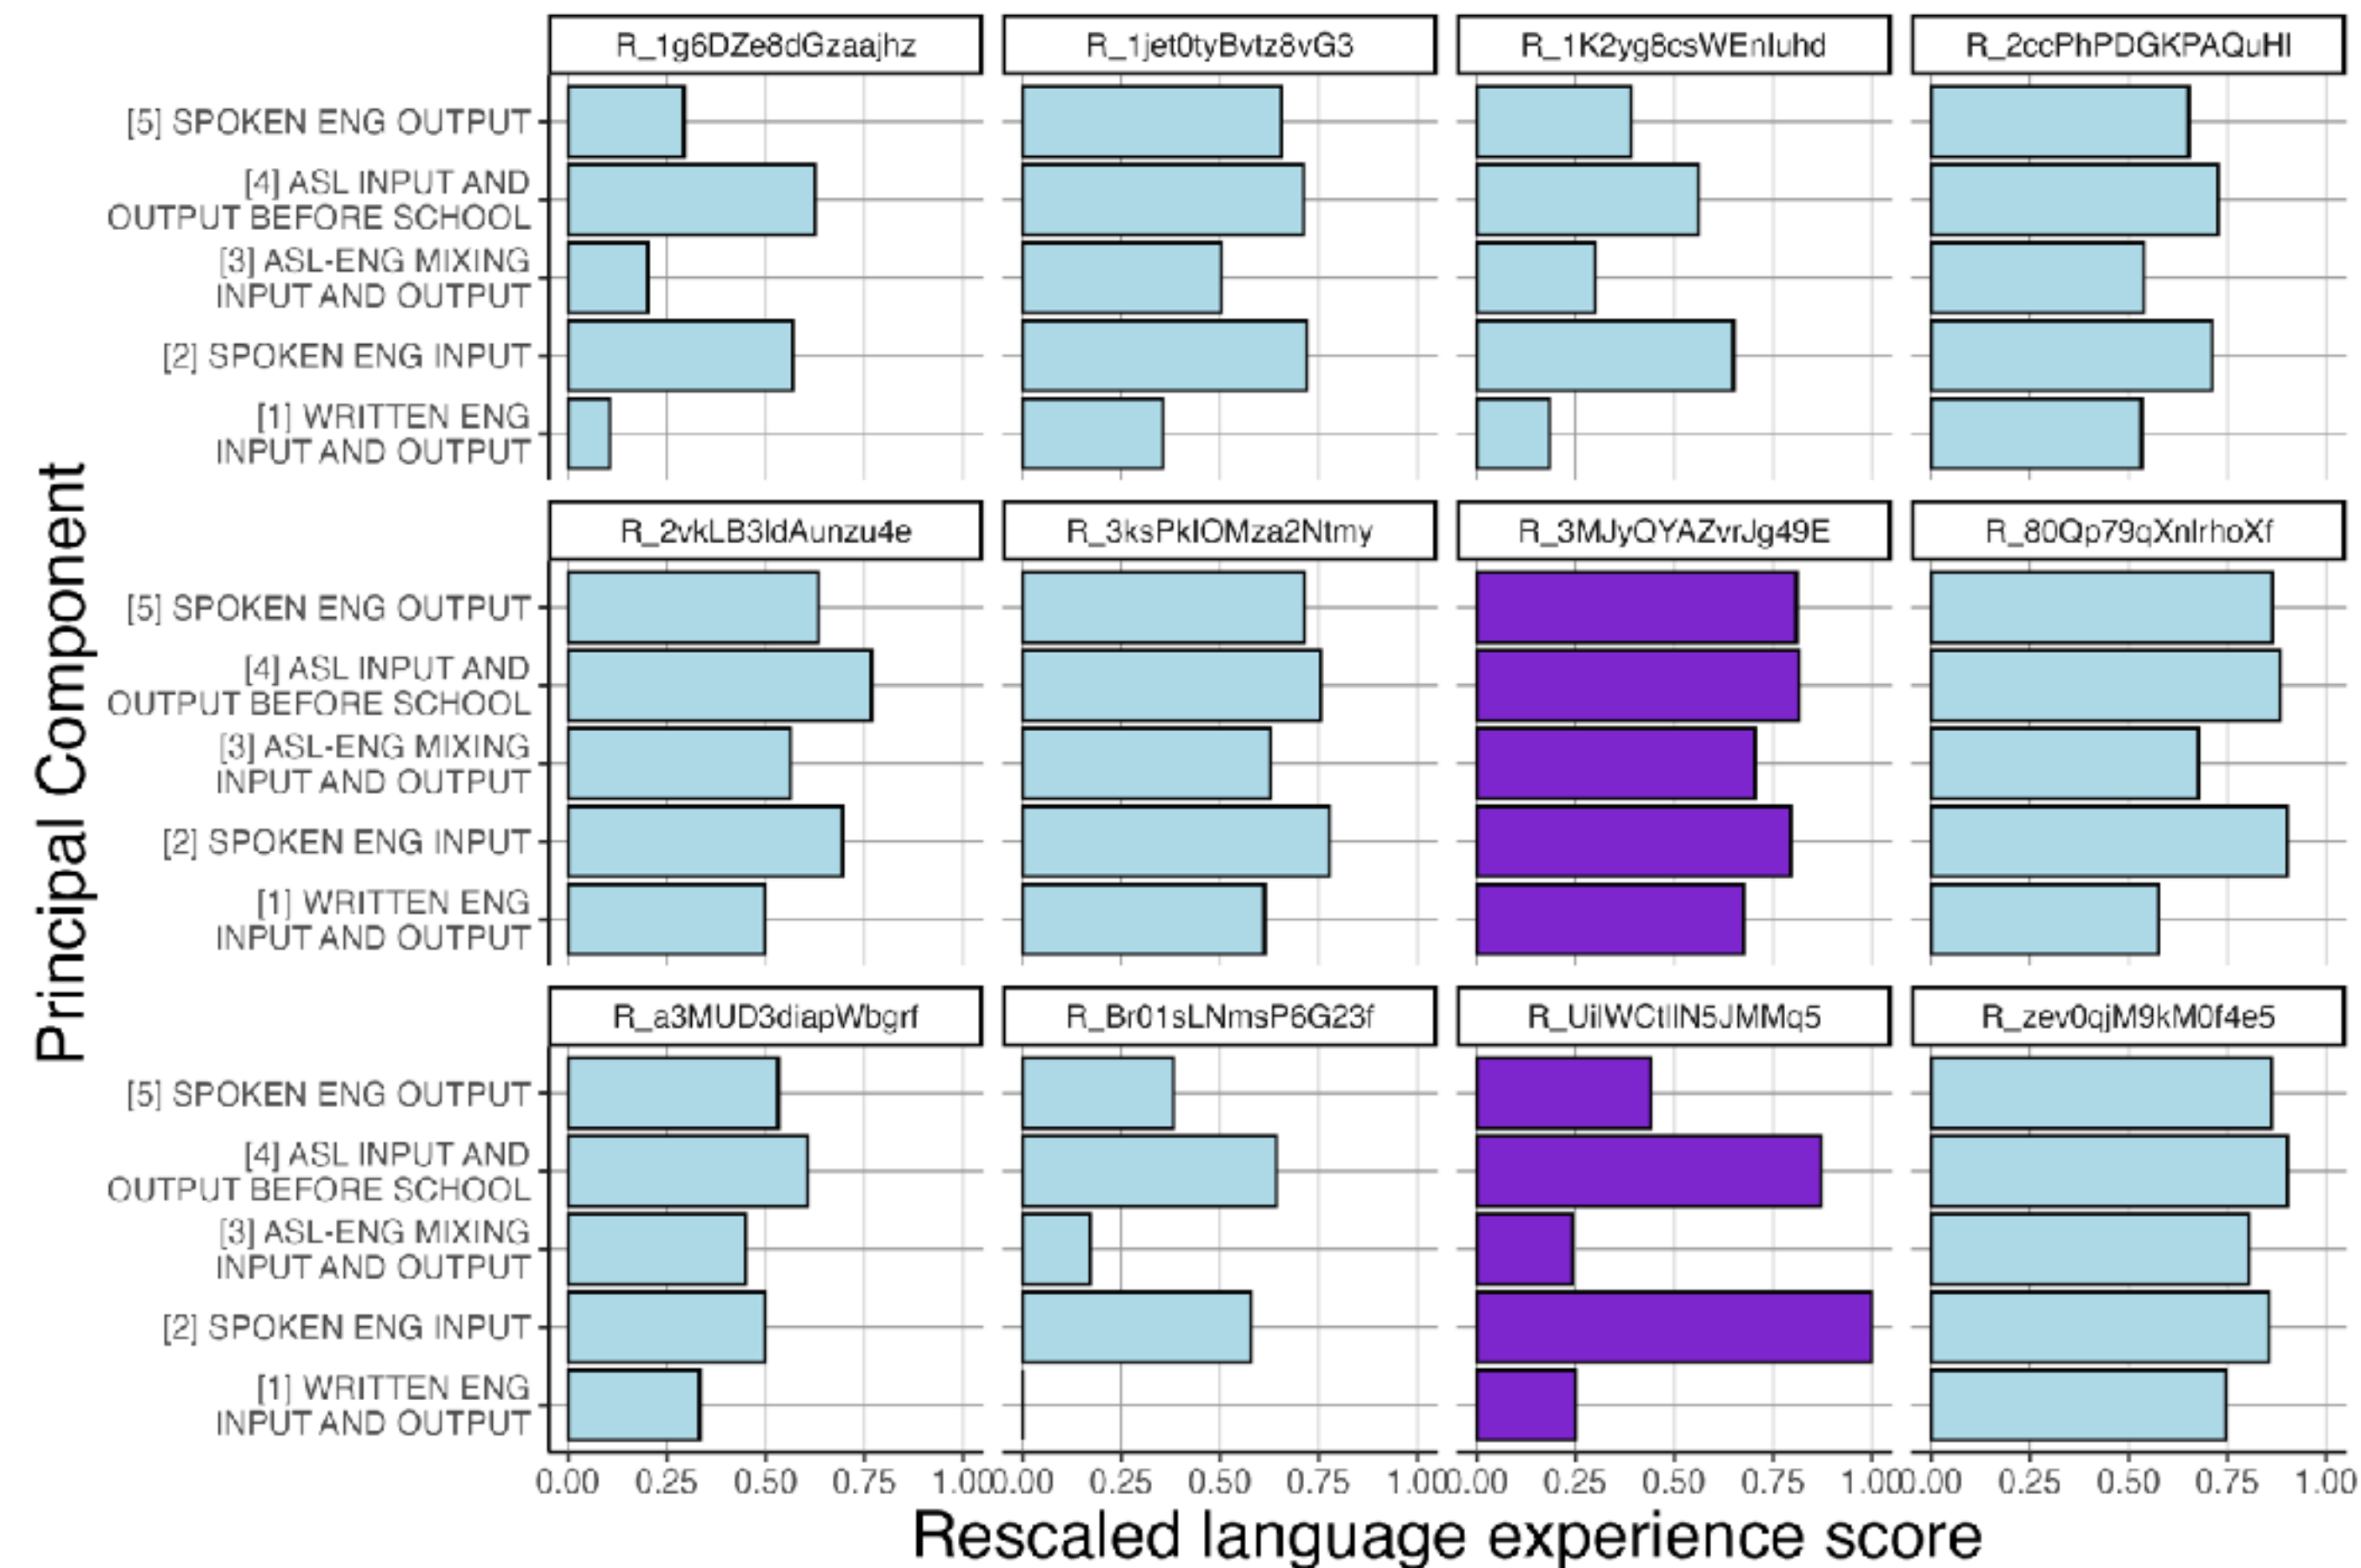 R_1g6DZe8dGzaajhz
R_1jet0tyBvtz8vG3
R_1K2yg8csWEnIuhd
R_2ccPhPDGKPAQuHI
[5] SPOKEN ENG OUTPUT
[4] ASL INPUT AND
OUTPUT BEFORE SCHOOL
[3] ASL-ENG MIXING
INPUT AND OUTPUT
[2] SPOKEN ENG INPUT
[1] WRITTEN ENG
INPUT AND OUTPUT
R_2vkLB3ldAunzu4e
R_3ksPkIOMza2Ntmy
R_3MJyQYAZvrJg49E
R_80Qp79qXnIrhoXf
[5] SPOKEN ENG OUTPUT
[4] ASL INPUT AND
OUTPUT BEFORE SCHOOL
[3] ASL-ENG MIXING
INPUT AND OUTPUT
[2] SPOKEN ENG INPUT
[1] WRITTEN ENG
INPUT AND OUTPUT
R_a3MUD3diapWbgrf
R_Br01sLNmsP6G23f
R_UilWCtIlN5JMMq5
R_zev0qjM9kM0f4e5
[5] SPOKEN ENG OUTPUT
[4] ASL INPUT AND
OUTPUT BEFORE SCHOOL
[3] ASL-ENG MIXING
INPUT AND OUTPUT
[2] SPOKEN ENG INPUT
[1] WRITTEN ENG
INPUT AND OUTPUT
0.00 0.25 0.50 0.75 1.00
0.00 0.25 0.50 0.75 1.00
0.00 0.25 0.50 0.75 1.00
0.00 0.25 0.50 0.75 1.00
Rescaled language experience score
Principal Component